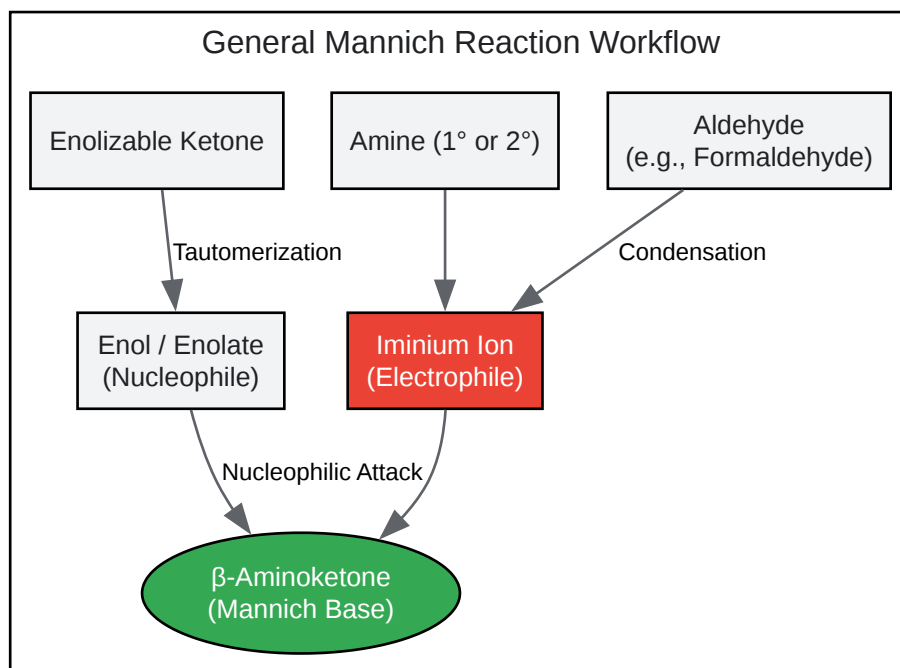 General Mannich Reaction Workflow
Enolizable Ketone
Amine (1° or 2°)
Aldehyde
(e.g., Formaldehyde)
Tautomerization
Condensation
Enol / Enolate
(Nucleophile)
Iminium Ion
(Electrophile)
Nucleophilic Attack
β-Aminoketone
(Mannich Base)